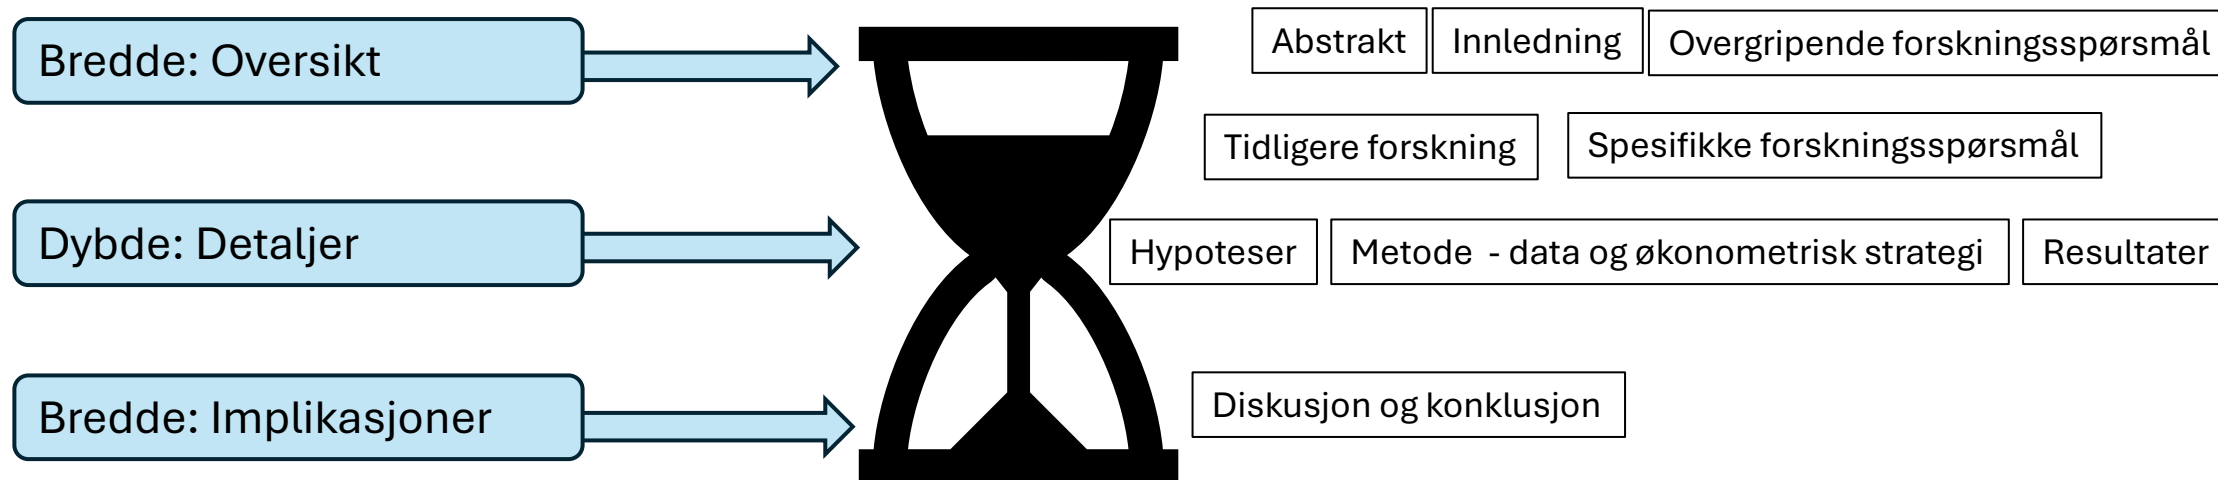 Bredde: Oversikt
Abstrakt
Innledning
Overgripende forskningsspørsmål
Tidligere forskning
Spesifikke forskningsspørsmål
Dybde: Detaljer
Hypoteser
Metode - data og økonometrisk strategi
Resultater
Bredde: Implikasjoner
Diskusjon og konklusjon